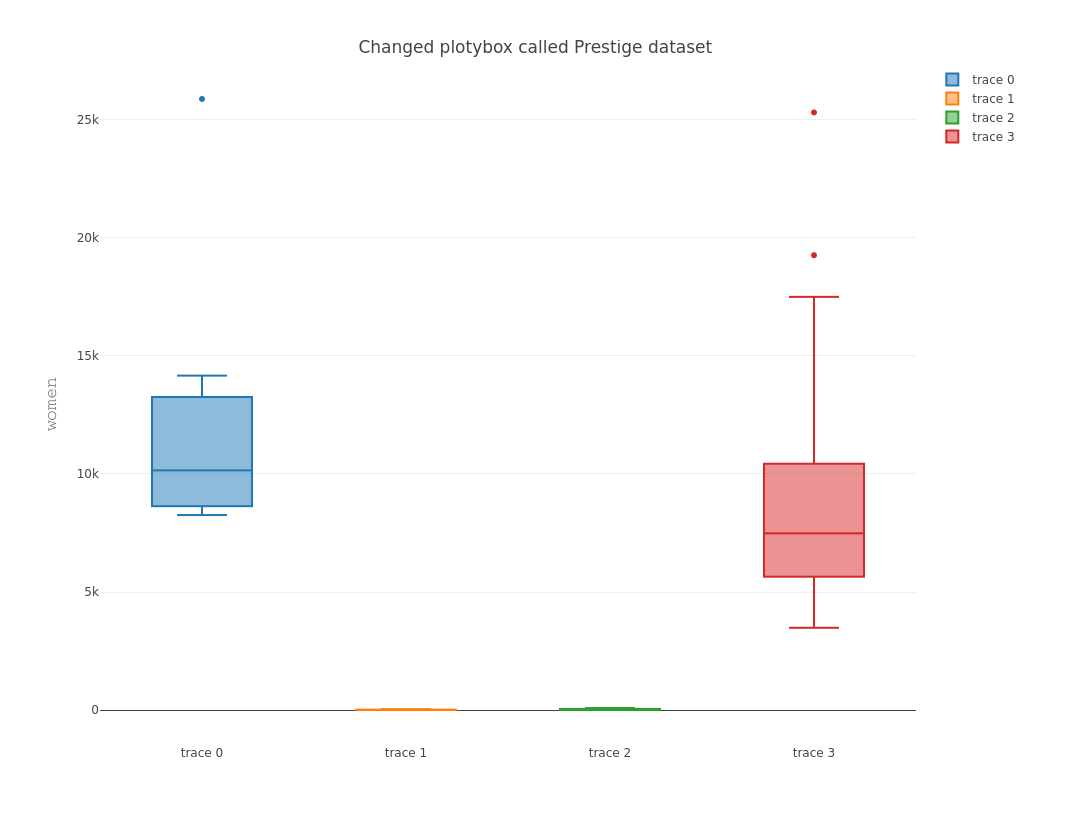 Changed plotybox called Prestige dataset
trace 0
trace 1
trace 2
trace 3
25k
20k
15k
10k
5k
0
women
trace 0
trace 1
trace 2
trace 3